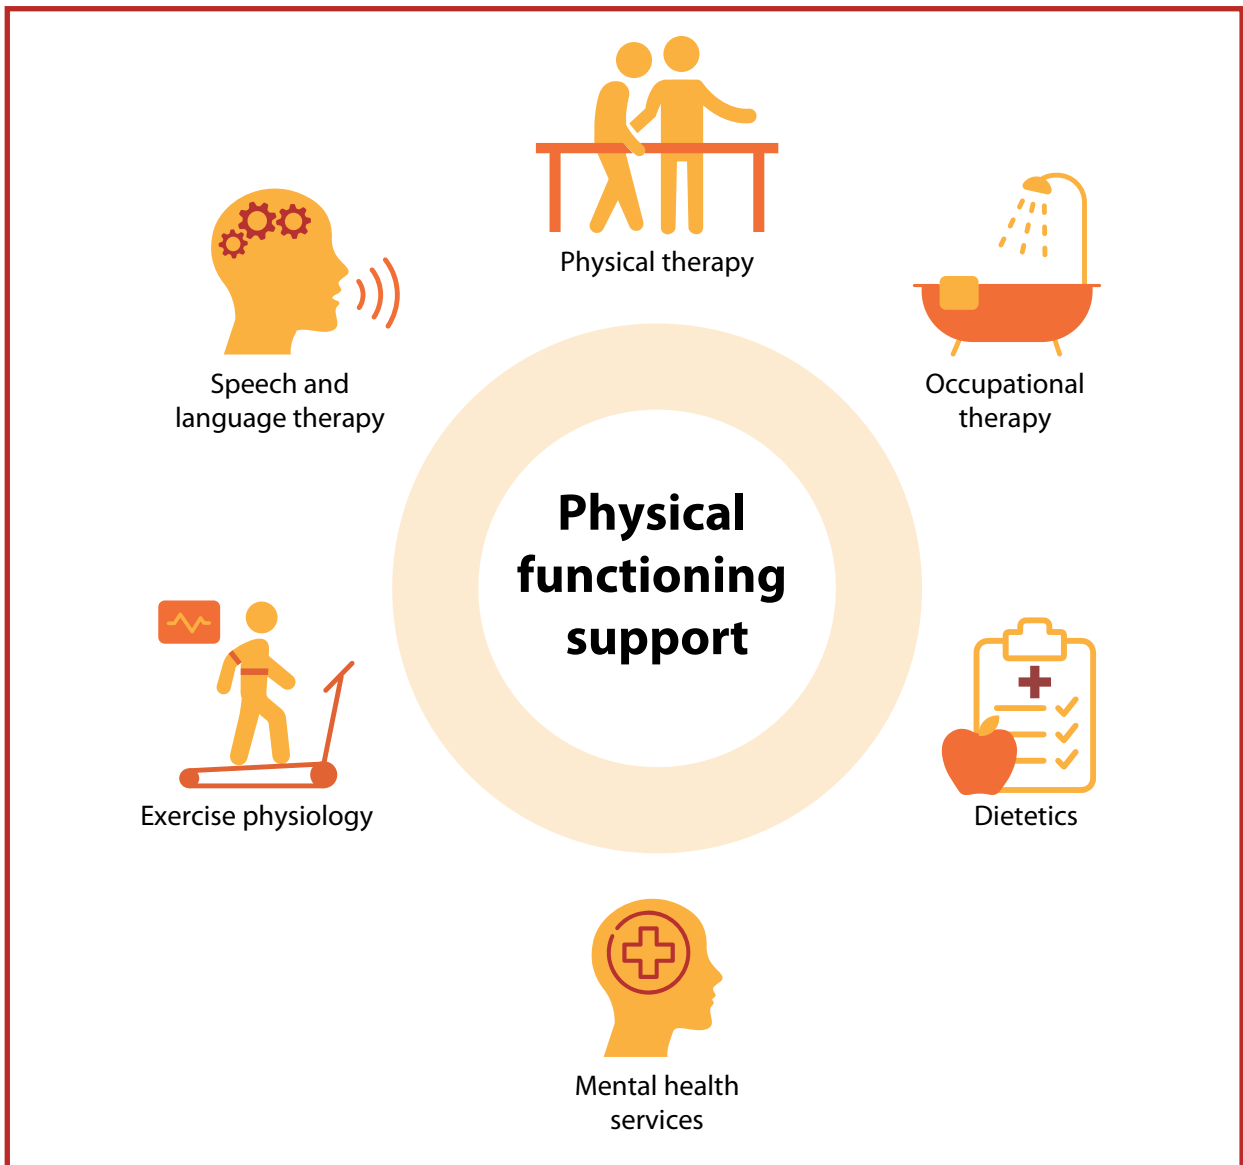 Physical therapy
Speech and
language therapy
Occupational
therapy
Physical
functioning
support
Exercise physiology
Dietetics
Mental health
services